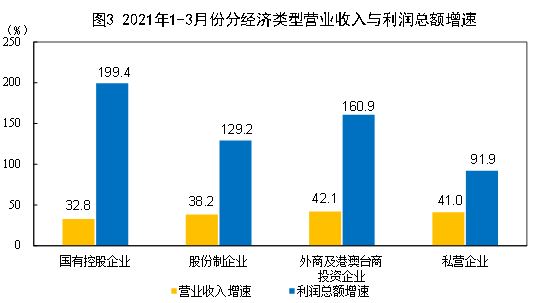 图3 2021年1-3月份分经济类型营业收入与利润总额增速
(%)
250
200
150
100
50
0
32.8
199.4
38.2
129.2
42.1
160.9
41.0
91.9
国有控股企业
股份制企业
外商及港澳台商
投资企业
私营企业
营业收入增速
利润总额增速